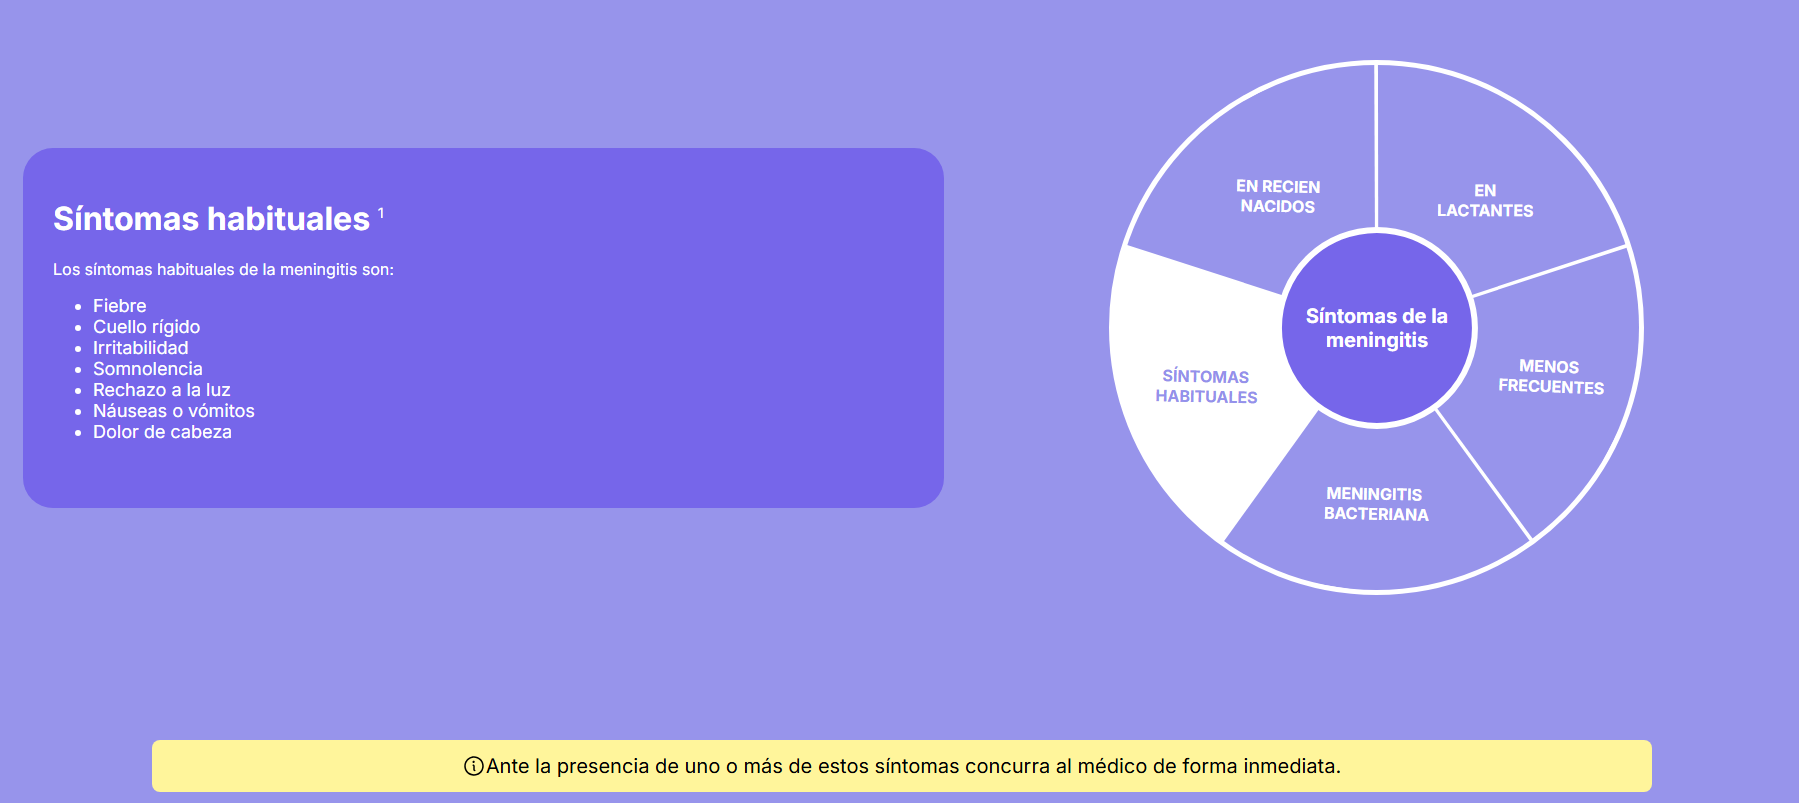 Síntomas habituales 1
Los síntomas habituales de la meningitis son:
• Fiebre
• Cuello rígido
• Irritabilidad
• Somnolencia
• Rechazo a la luz
• Náuseas o vómitos
• Dolor de cabeza
EN RECIEN
NACIDOS
EN
LACTANTES
Síntomas de la
meningitis
SÍNTOMAS
HABITUALES
MENOS
FRECUENTES
MENINGITIS
BACTERIANA
Ante la presencia de uno o más de estos síntomas concurra al médico de forma inmediata.